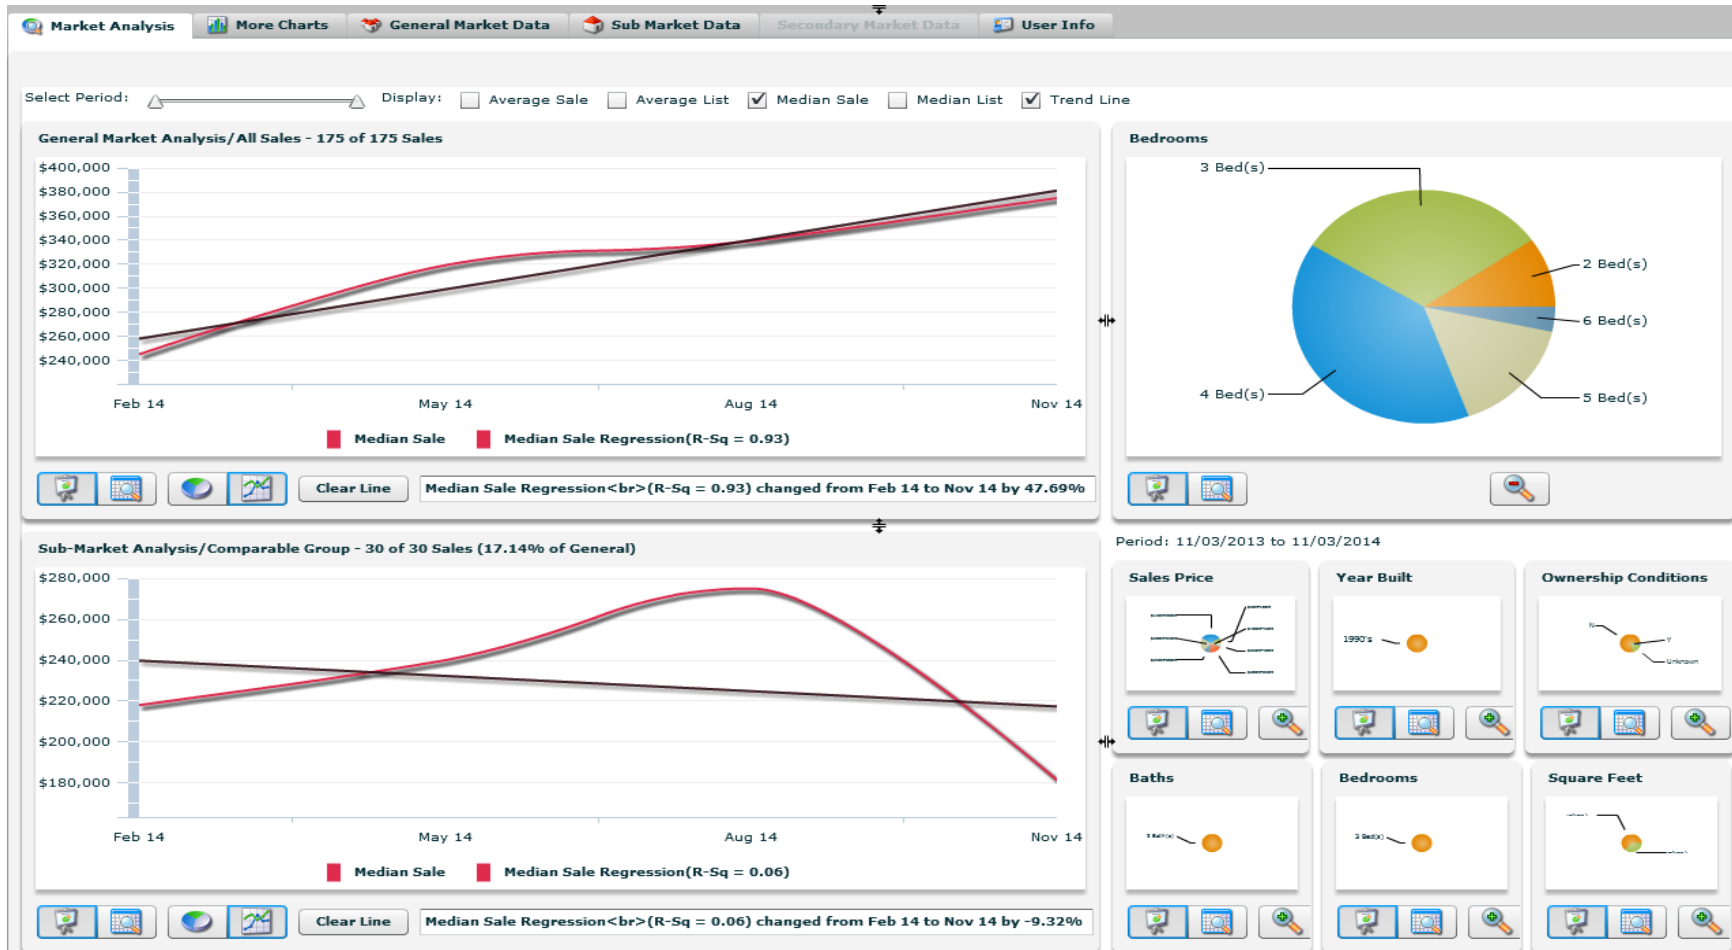 Market Analysis
More Charts
General Market Data
Sub Market Data
Secondary Market Data
User Info
Select Period:
Display:
Average Sale
Average List
Median Sale
Median List
Trend Line
General Market Analysis/All Sales - 175 of 175 Sales
$400,000
$380,000
$360,000
$340,000
$320,000
$300,000
$280,000
$260,000
$240,000
Feb 14
May 14
Aug 14
Nov 14
Median Sale
Median Sale Regression(R-Sq = 0.93)
Clear Line
Median Sale Regression<br>(R-Sq = 0.93) changed from Feb 14 to Nov 14 by 47.69%
Bedrooms
3 Bed(s)
2 Bed(s)
6 Bed(s)
4 Bed(s)
5 Bed(s)
Sub-Market Analysis/Comparable Group - 30 of 30 Sales (17.14% of General)
$280,000
$260,000
$240,000
$220,000
$200,000
$180,000
Feb 14
May 14
Aug 14
Nov 14
Median Sale
Median Sale Regression(R-Sq = 0.06)
Clear Line
Median Sale Regression<br>(R-Sq = 0.06) changed from Feb 14 to Nov 14 by -9.32%
Period: 11/03/2013 to 11/03/2014
Sales Price
Year Built
1990's
Ownership Conditions
N
Y
Unknown
Baths
Bedrooms
3 Bed(s)
Square Feet